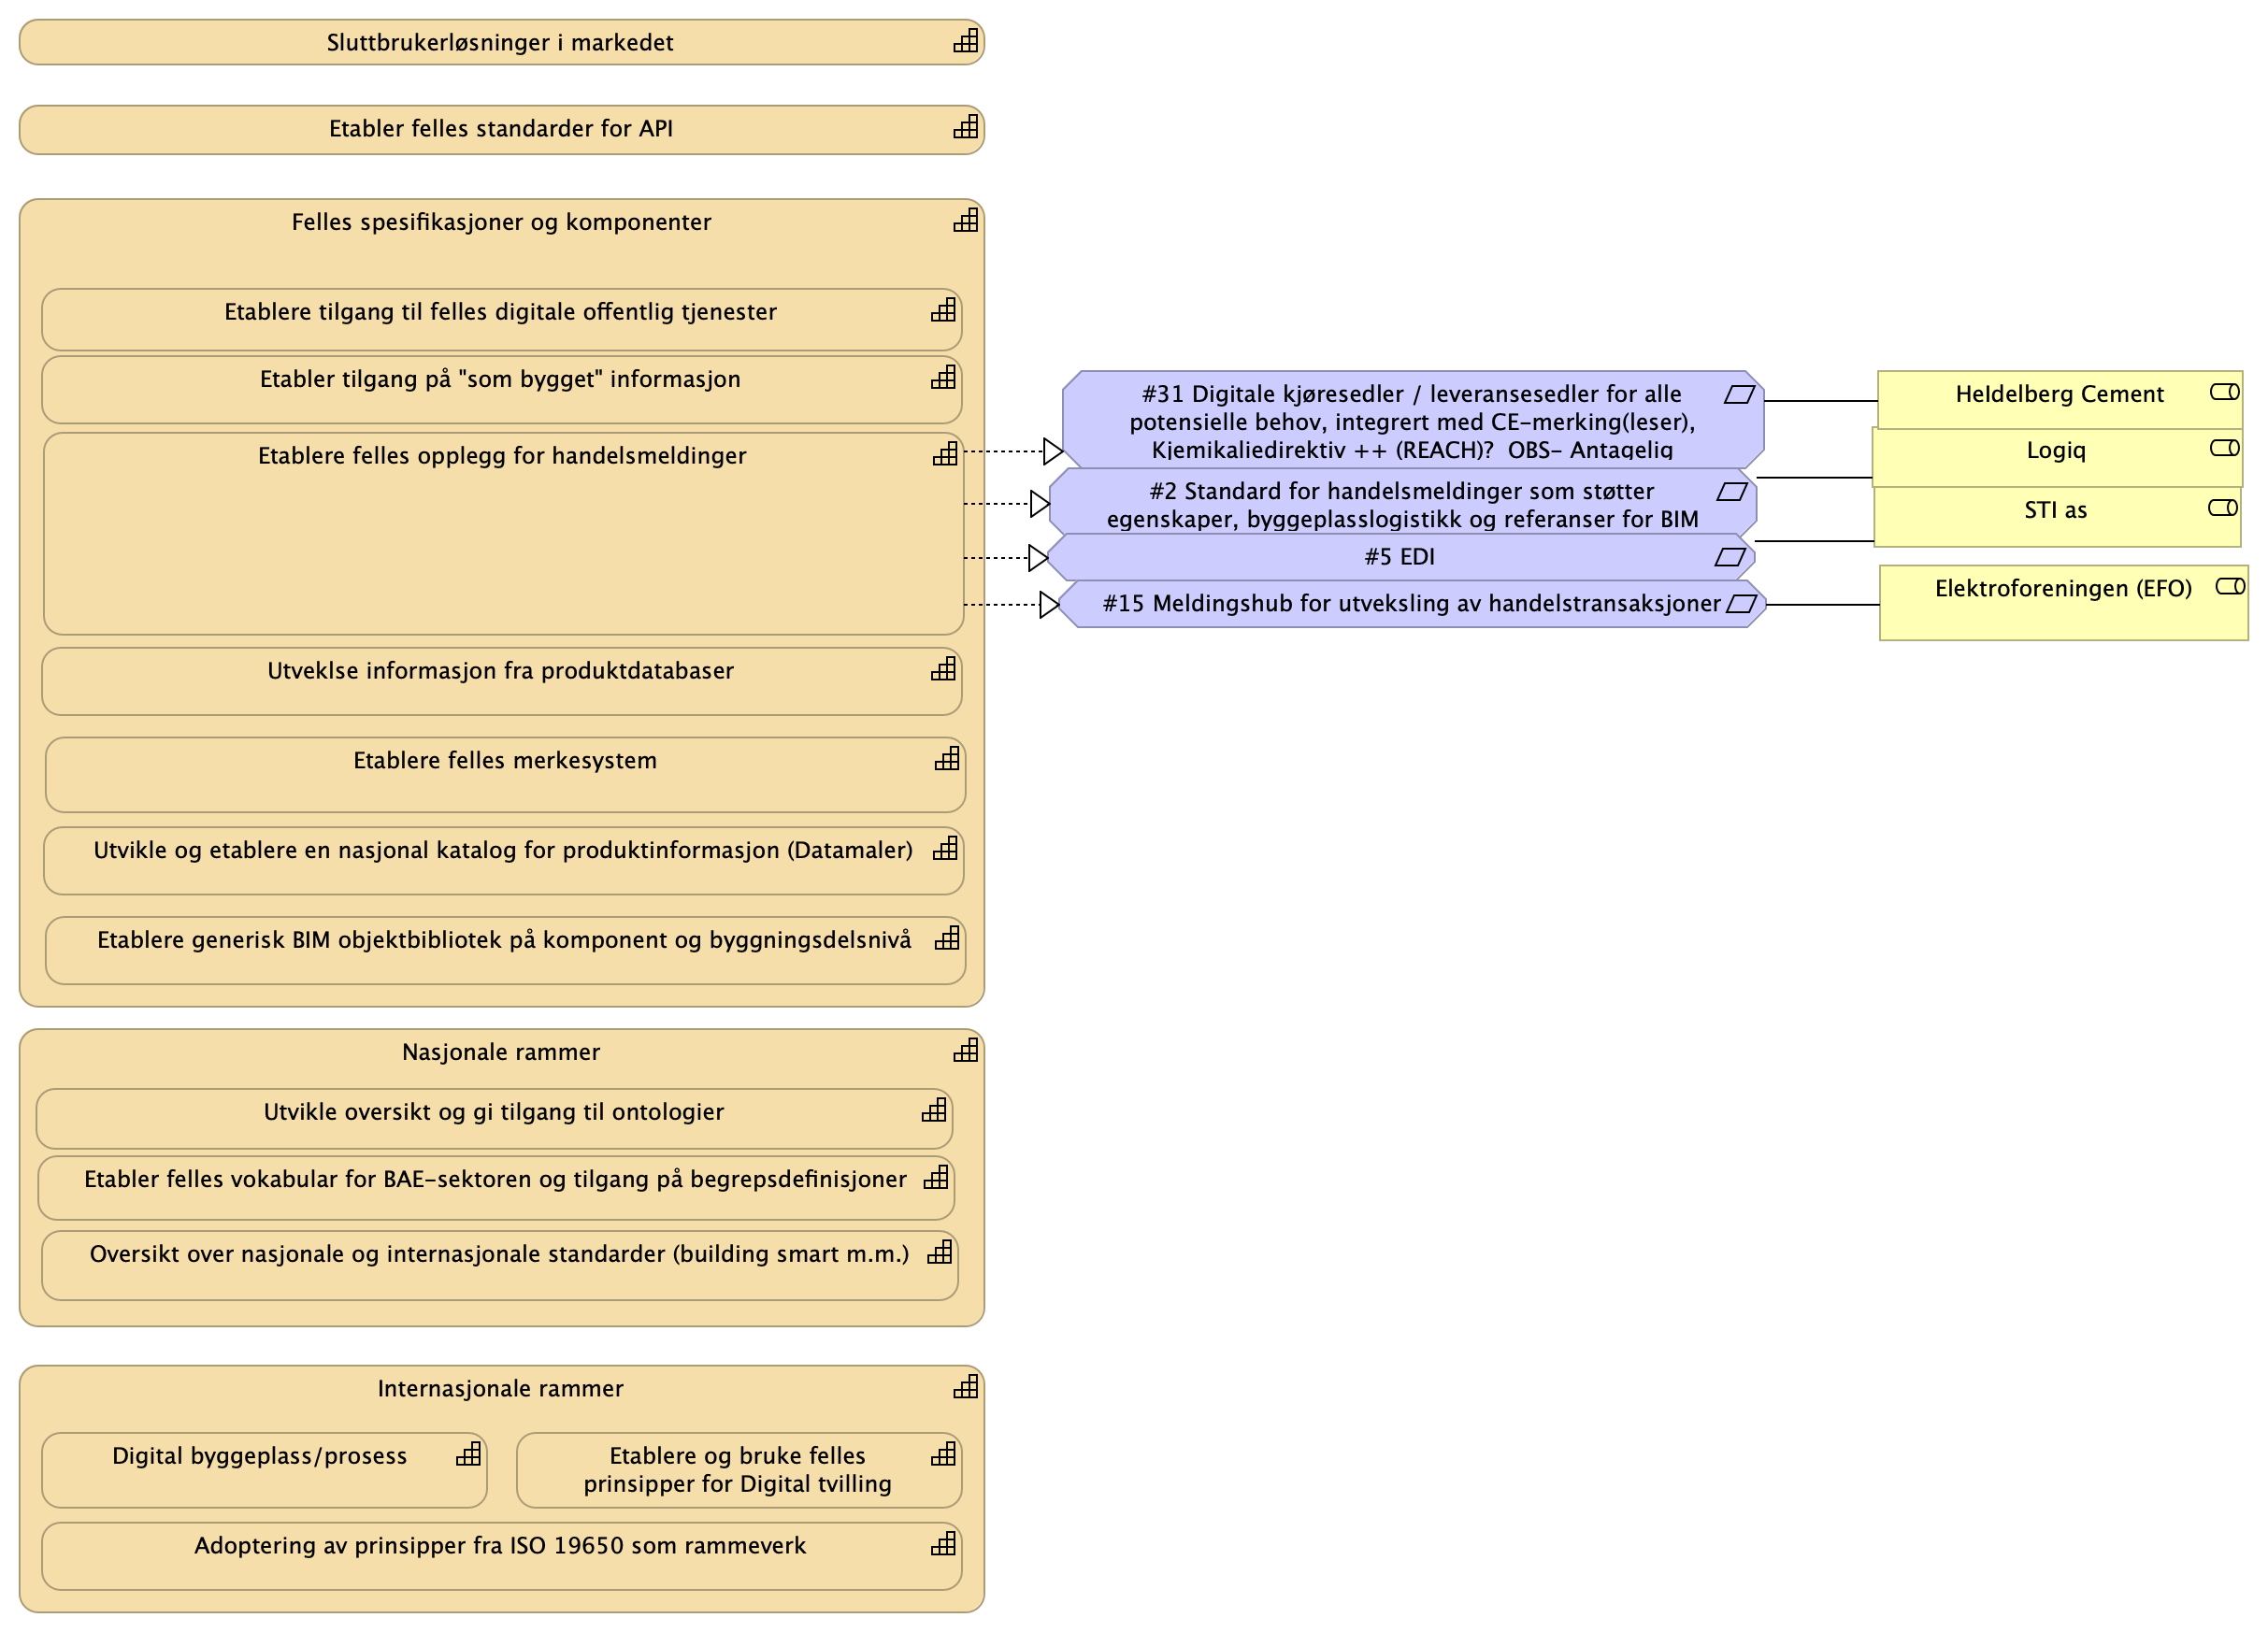 Sluttbrukerløsninger i markedet
Etabler felles standarder for API
Felles spesifikasjoner og komponenter
Etablere tilgang til felles digitale offentlig tjenester
Etabler tilgang på "som bygget" informasjon
Etablere felles opplegg for handelsmeldinger
Utveklse informasjon fra produktdatabaser
Etablere felles merkesystem
Utvikle og etablere en nasjonal katalog for produktinformasjon (Datamaler)
Etablere generisk BIM objektbibliotek på komponent og byggningsdelsnivå
#31 Digitale kjøresedler / leveransesedler for alle
potensielle behov, integrert med CE-merking(leser),
Kjemikaliedirektiv ++ (REACH)? OBS- Antagelig
#2 Standard for handelsmeldinger som støtter
egenskaper, byggeplasslogistikk og referanser for BIM
#5 EDI
#15 Meldingshub for utveksling av handelstransaksjoner
Heldelberg Cement
Logiq
STI as
Elektroforeningen (EFO)
Nasjonale rammer
Utvikle oversikt og gi tilgang til ontologier
Etabler felles vokabular for BAE-sektoren og tilgang på begrepsdefinisjoner
Oversikt over nasjonale og internasjonale standarder (building smart m.m.)
Internasjonale rammer
Digital byggeplass/prosess
Etablere og bruke felles
prinsipper for Digital tvilling
Adoptering av prinsipper fra ISO 19650 som rammeverk